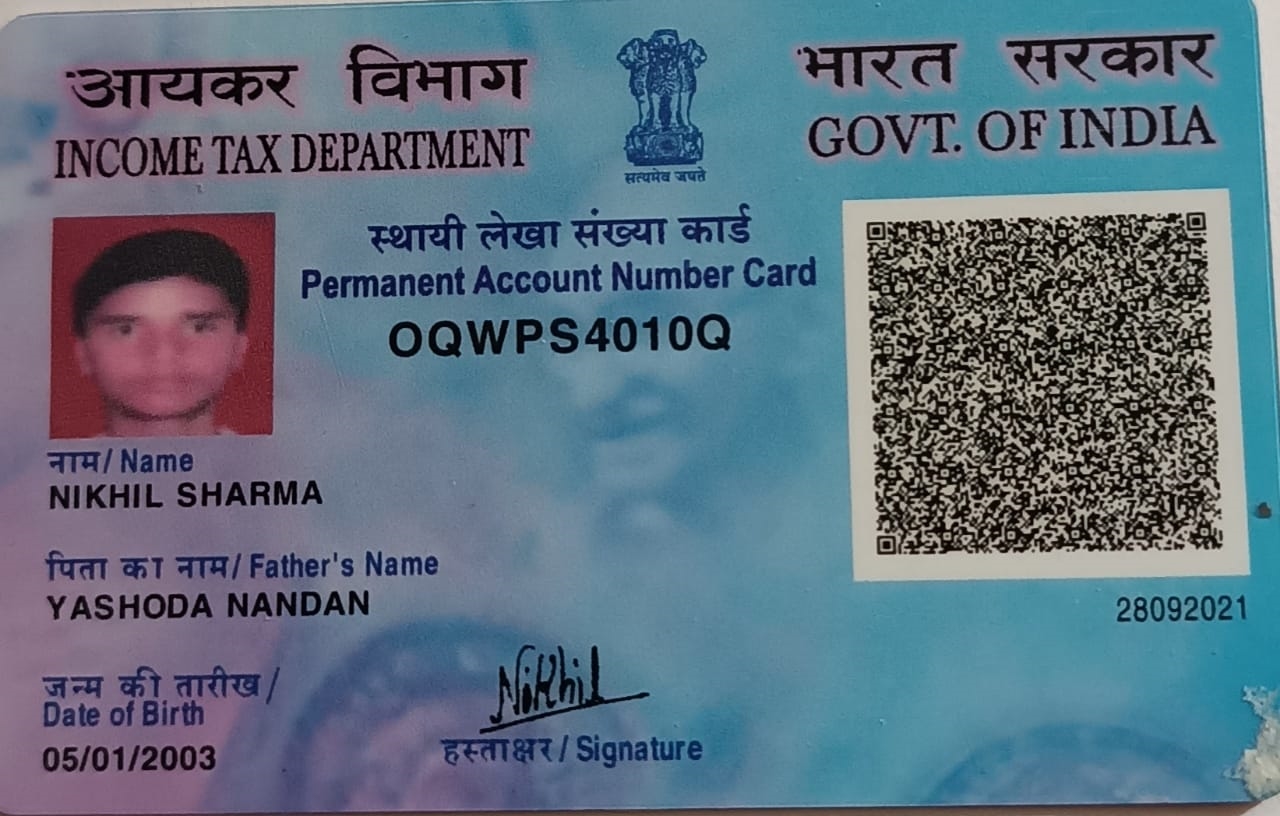 आयकर विभाग
INCOME TAX DEPARTMENT
सत्यमेव जयते
भारत सरकार
GOVT. OF INDIA
स्थायी लेखा संख्या कार्ड
Permanent Account Number Card
OQWPS4010Q
नाम/ Name
NIKHIL SHARMA
पिता का नाम/ Father's Name
YASHODA NANDAN
28092021
जन्म की तारीख /
Date of Birth
05/01/2003
Nikhil
हस्ताक्षर / Signature